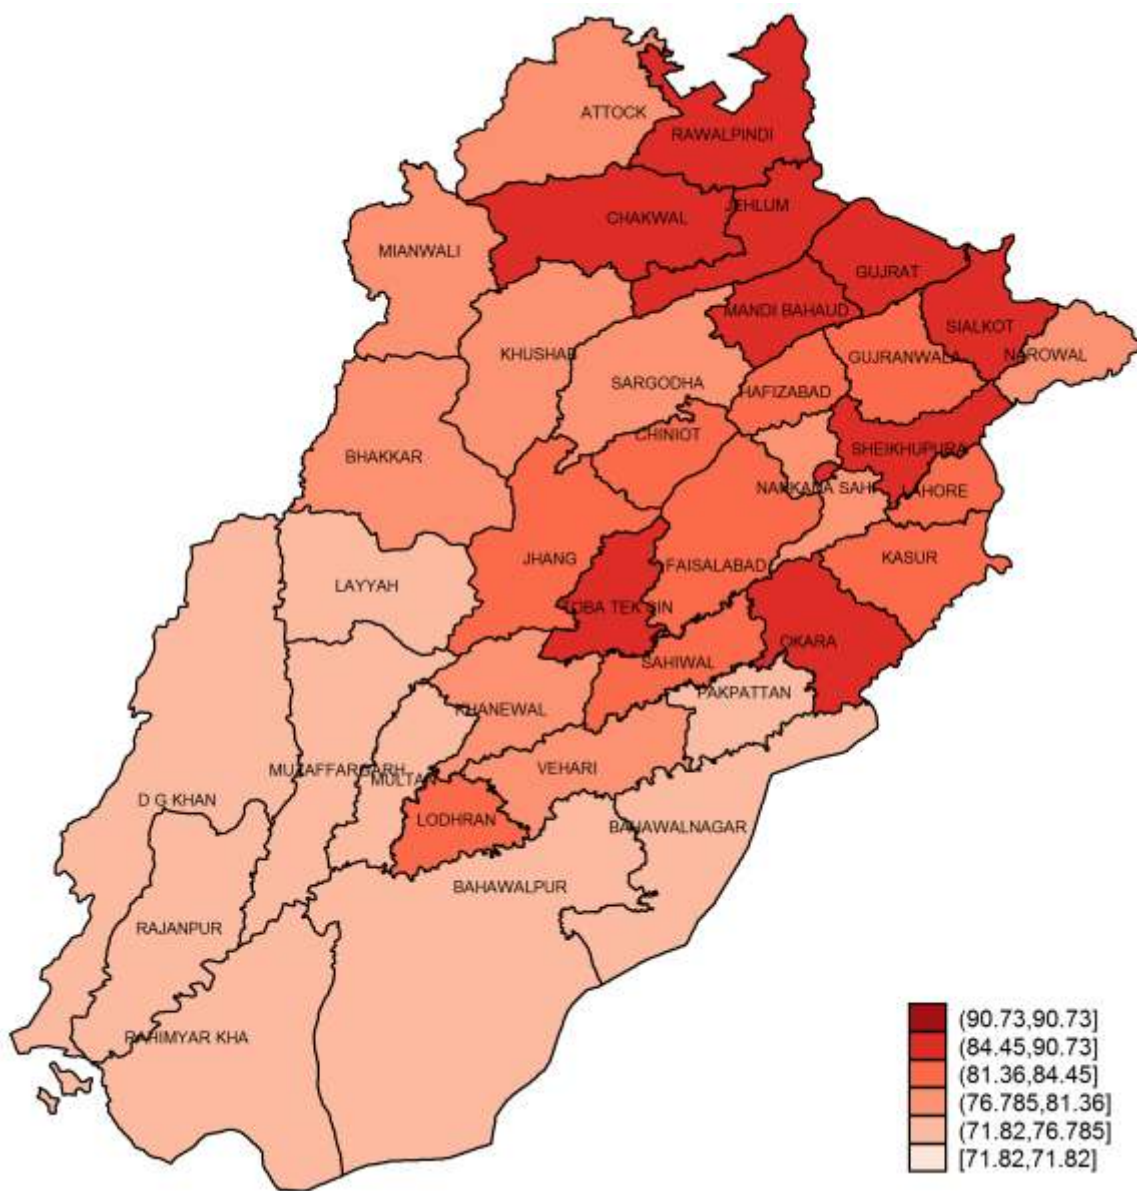 ATTOCK
RAWALPINDI
JEHLUM
CHAKWAL
MIANWALI
GUJRAT
MANDI BAHAUD
SIALKOT
KHUSHAB
GUJRANWALA
NAROWAL
SARGODHA
HAFIZABAD
CHINIOT
SHEIKHUPURA
BHAKKAR
NANKANA SAHI
LAHORE
JHANG
KASUR
FAISALABAD
LAYYAH
TOBA TEK SIN
OKARA
SAHIWAL
PAKPATTAN
KHANEWAL
MUZAFFARGARH
VEHARI
MULTAN
D G KHAN
LODHRAN
BAHAWALNAGAR
BAHAWALPUR
RAJANPUR
RAHIMYAR KHA
(90.73,90.73]
(84.45,90.73]
(81.36,84.45]
(76.785,81.36]
(71.82,76.785]
[71.82,71.82]